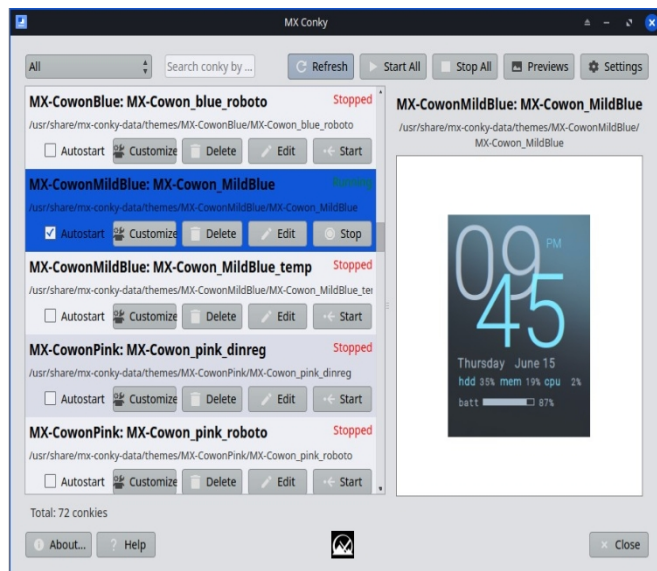 MX Conky
All Search conky by ... Refresh Start All Stop All Previews Settings
MX-CowonBlue: MX-Cowon_blue_roboto Stopped
/usr/share/mx-conky-data/themes/MX-CowonBlue/MX-Cowon_blue_roboto
Autostart Customize Delete Edit Start
MX-CowonMildBlue: MX-Cowon_MildBlue Running
/usr/share/mx-conky-data/themes/MX-CowonMildBlue/MX-Cowon_MildBlue
Autostart Customize Delete Edit Stop
MX-CowonMildBlue: MX-Cowon_MildBlue_temp Stopped
/usr/share/mx-conky-data/themes/MX-CowonMildBlue/MX-Cowon_MildBlue_ter
Autostart Customize Delete Edit Start
MX-CowonPink: MX-Cowon_pink_dinreg Stopped
/usr/share/mx-conky-data/themes/MX-CowonPink/MX-Cowon_pink_dinreg
Autostart Customize Delete Edit Start
MX-CowonPink: MX-Cowon_pink_roboto Stopped
/usr/share/mx-conky-data/themes/MX-CowonPink/MX-Cowon_pink_roboto
Autostart Customize Delete Edit Start
MX-CowonMildBlue: MX-Cowon_MildBlue
/usr/share/mx-conky-data/themes/MX-CowonMildBlue/
MX-Cowon_MildBlue
09 PM
45
Thursday June 15
hdd 35% mem 19% cpu 2%
batt 87%
Total: 72 conkies
About... Help Close